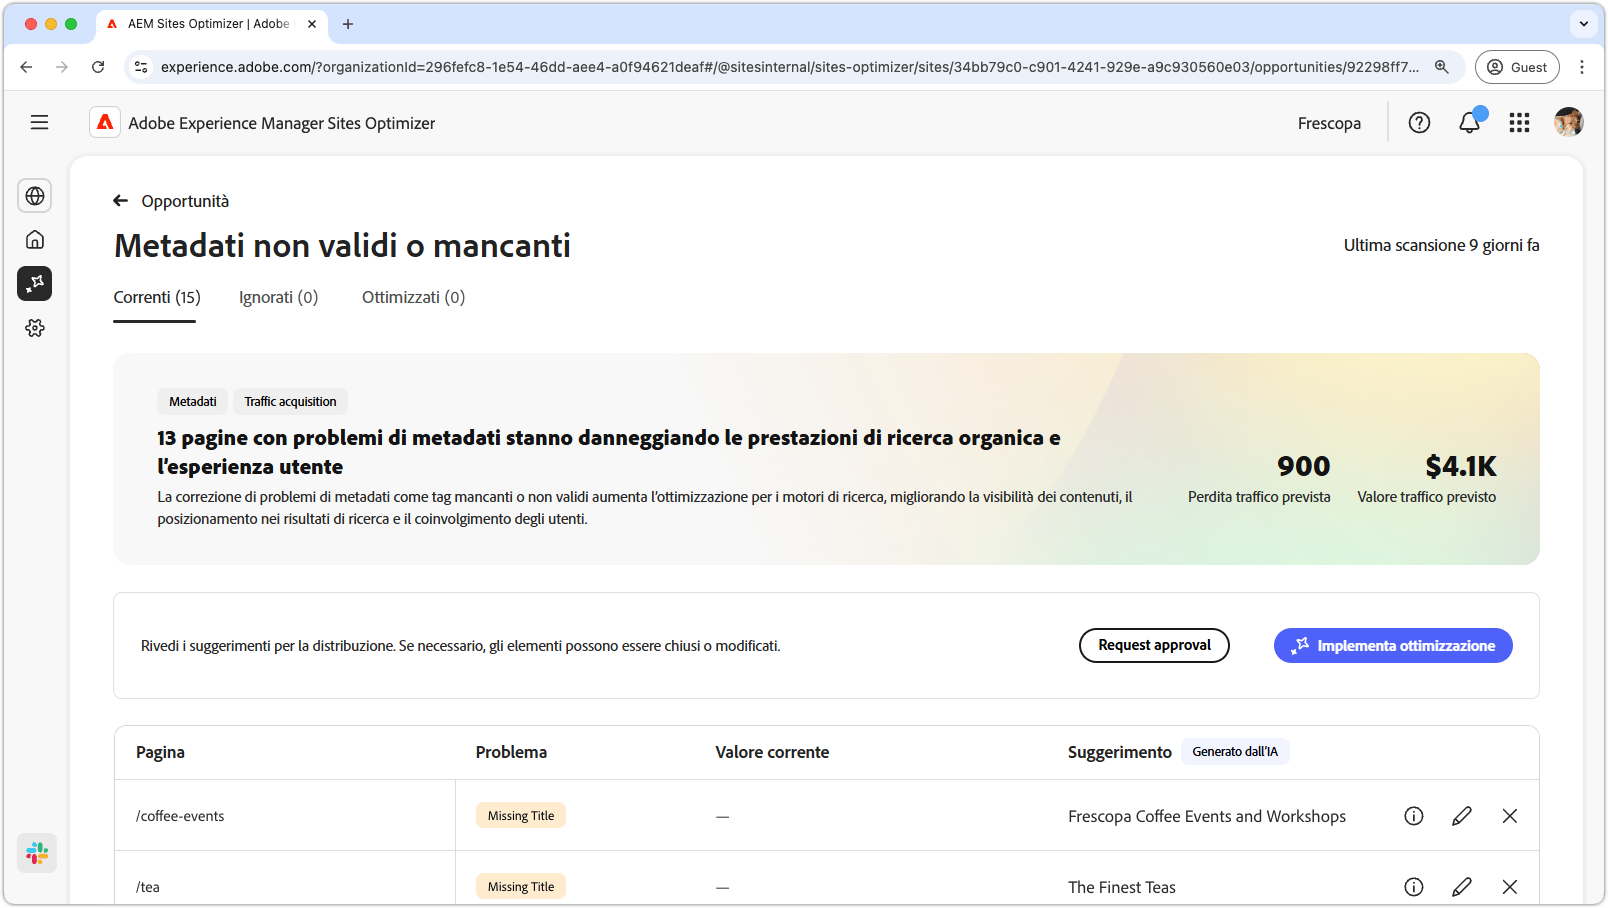 AEM Sites Optimizer | Adobe
experience.adobe.com/?organizationId=296fefc8-1e54-46dd-aee4-a0f94621deaf#/@sitesinternal/sites-optimizer/sites/34bb79c0-c901-4241-929e-a9c930560e03/opportunities/92298ff7...
Guest
Adobe Experience Manager Sites Optimizer
Frescopa
Opportunità
Metadati non validi o mancanti
Ultima scansione 9 giorni fa
Correnti (15)
Ignorati (0)
Ottimizzati (0)
Metadati
Traffic acquisition
13 pagine con problemi di metadati stanno danneggiando le prestazioni di ricerca organica e
l'esperienza utente
La correzione di problemi di metadati come tag mancanti o non validi aumenta l'ottimizzazione per i motori di ricerca, migliorando la visibilità dei contenuti, il
posizionamento nei risultati di ricerca e il coinvolgimento degli utenti.
900
Perdita traffico prevista
$4.1K
Valore traffico previsto
Rivedi i suggerimenti per la distribuzione. Se necessario, gli elementi possono essere chiusi o modificati.
Request approval
Implementa ottimizzazione
Pagina
Problema
Valore corrente
Suggerimento
Generato dall'IA
/coffee-events
Missing Title
—
Frescopa Coffee Events and Workshops
/tea
Missing Title
—
The Finest Teas